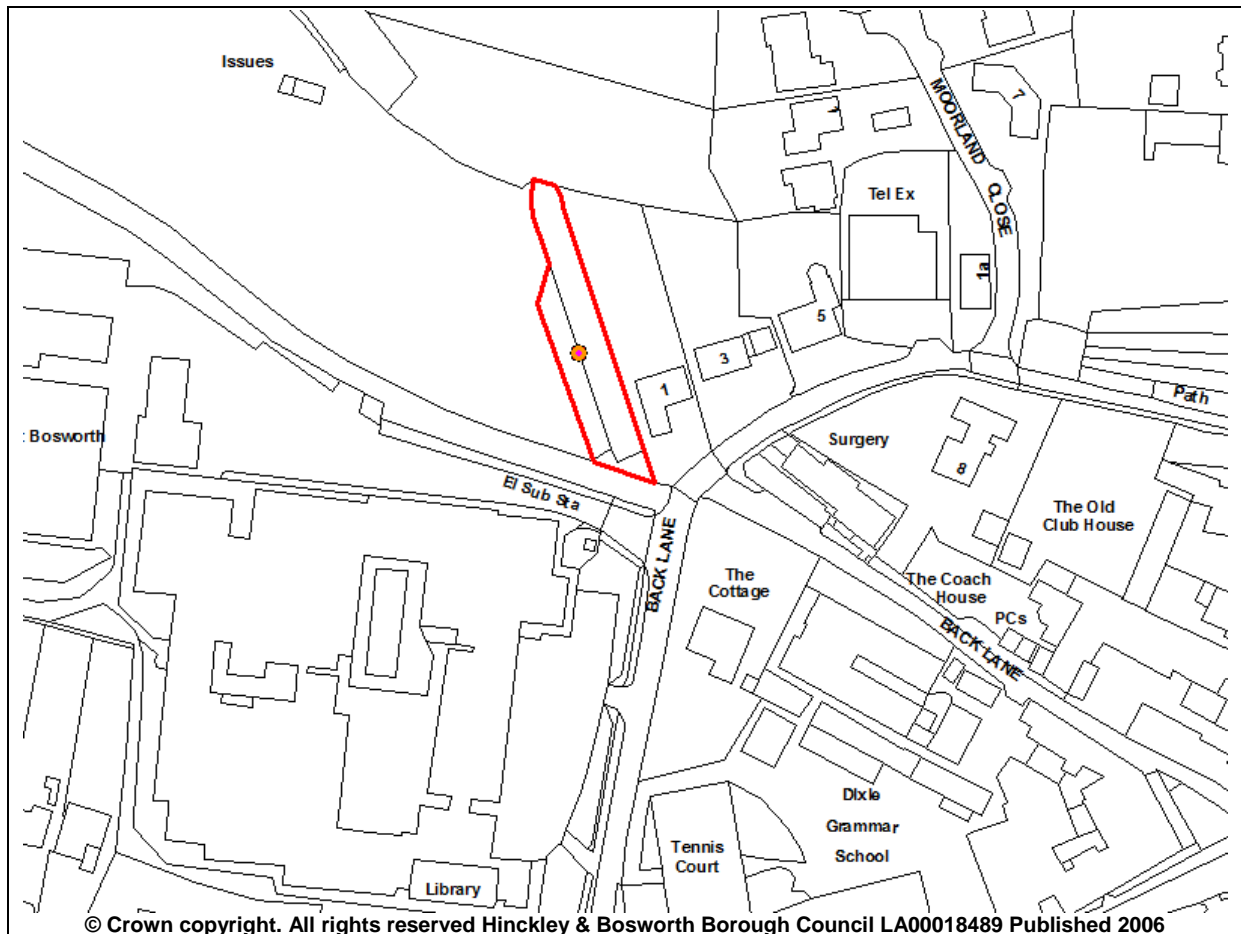 Issues
MOORLAND CLOSE
7
Tel Ex
1a
5
3
1
Path
t Bosworth
Surgery
8
El Sub Sta
The Old
Club House
BACK LANE
The
Cottage
The Coach
House
PCs
BACK LANE
Dixie
Grammar
School
Tennis
Court
Library
© Crown copyright. All rights reserved Hinckley & Bosworth Borough Council LA00018489 Published 2006